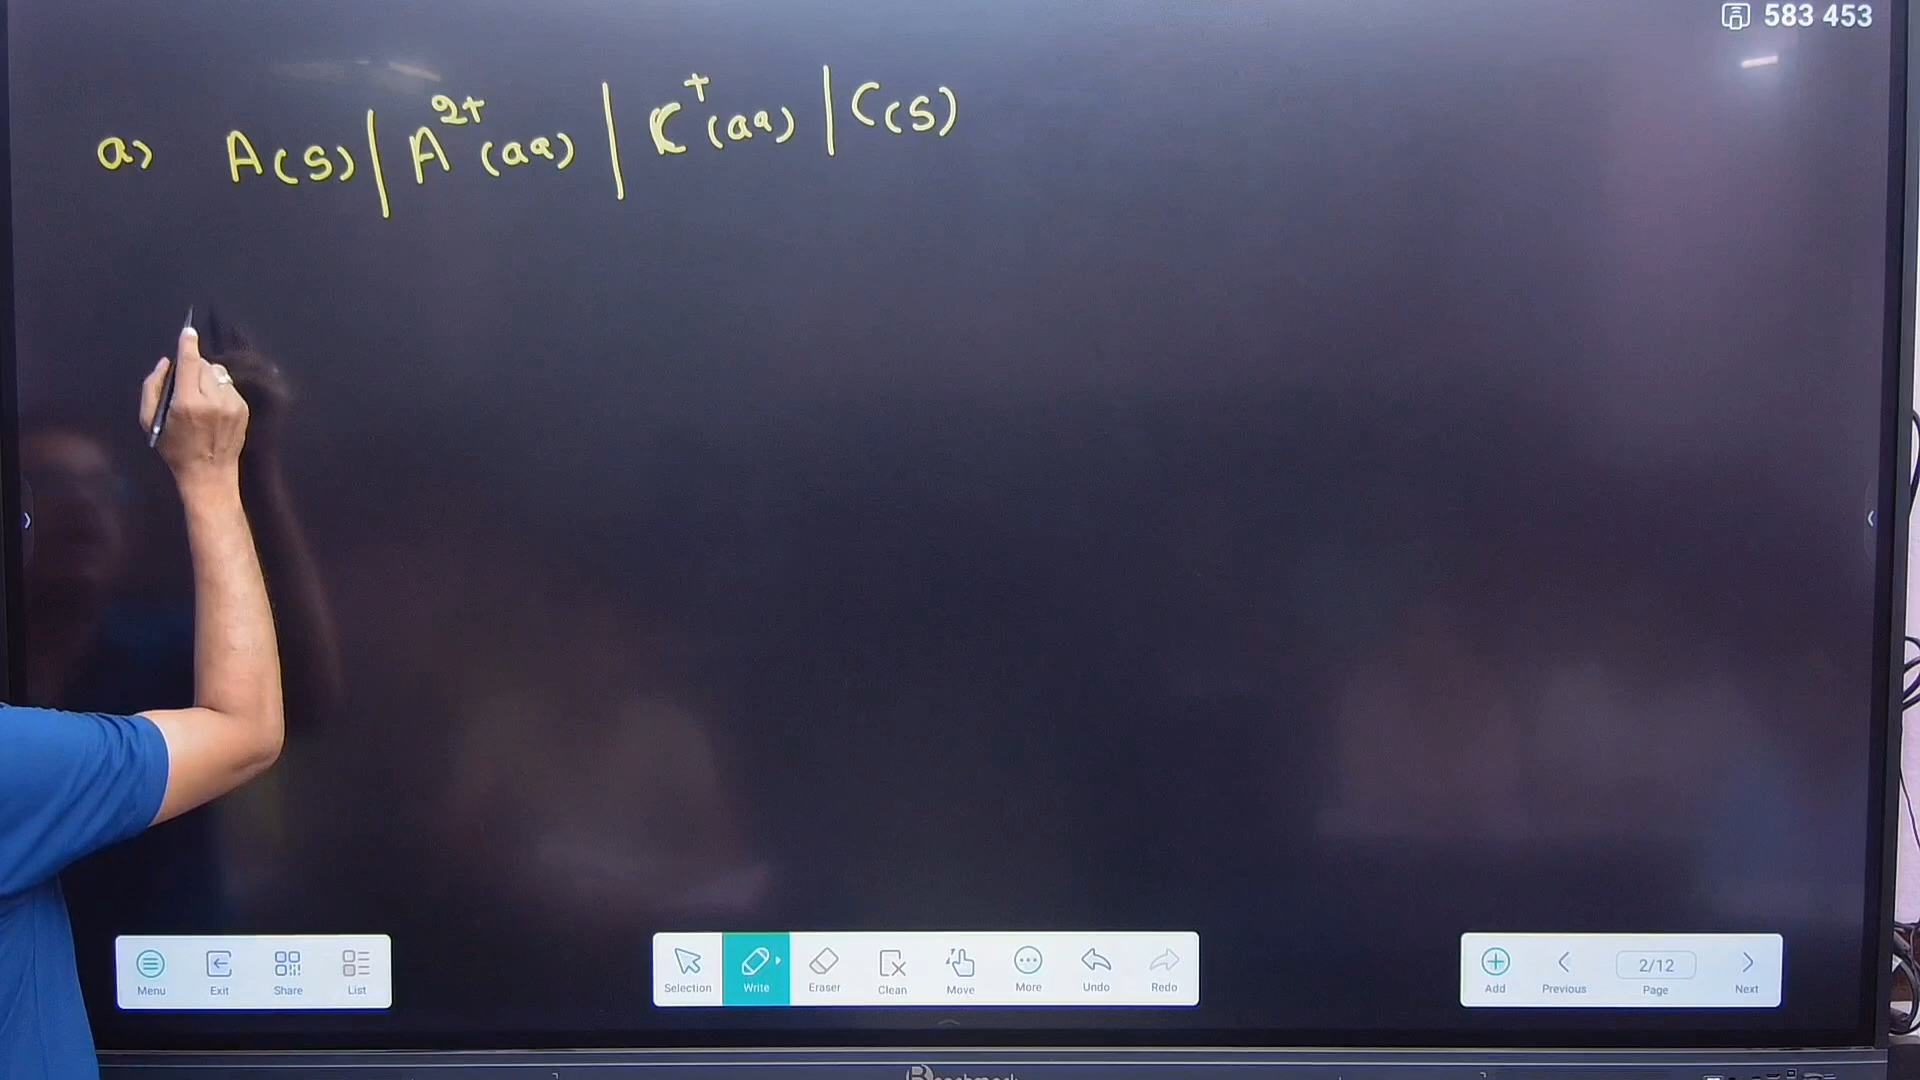 583 453
a) A(s) | A²⁺(aq) | C⁺(aq) | C(s)
Menu Exit Share List
Selection Write Eraser Clean Move More Undo Redo
Add Previous 2/12 Page Next